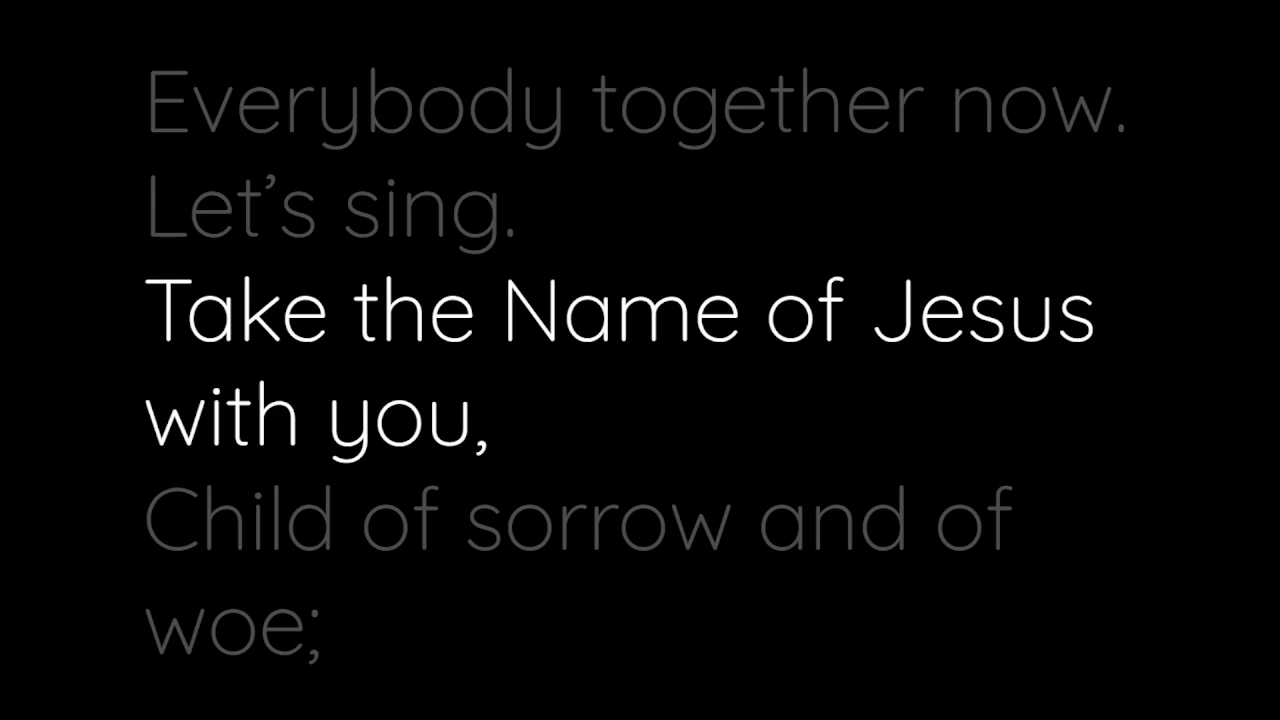 Everybody together now.
Let’s sing.
Take the Name of Jesus
with you,
Child of sorrow and of
woe;